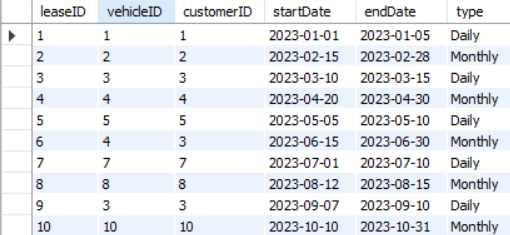 leaseID vehicleID customerID startDate endDate type
1 1 1 2023-01-01 2023-01-05 Daily
2 2 2 2023-02-15 2023-02-28 Monthly
3 3 3 2023-03-10 2023-03-15 Daily
4 4 4 2023-04-20 2023-04-30 Monthly
5 5 5 2023-05-05 2023-05-10 Daily
6 4 3 2023-06-15 2023-06-30 Monthly
7 7 7 2023-07-01 2023-07-10 Daily
8 8 8 2023-08-12 2023-08-15 Monthly
9 3 3 2023-09-07 2023-09-10 Daily
10 10 10 2023-10-10 2023-10-31 Monthly